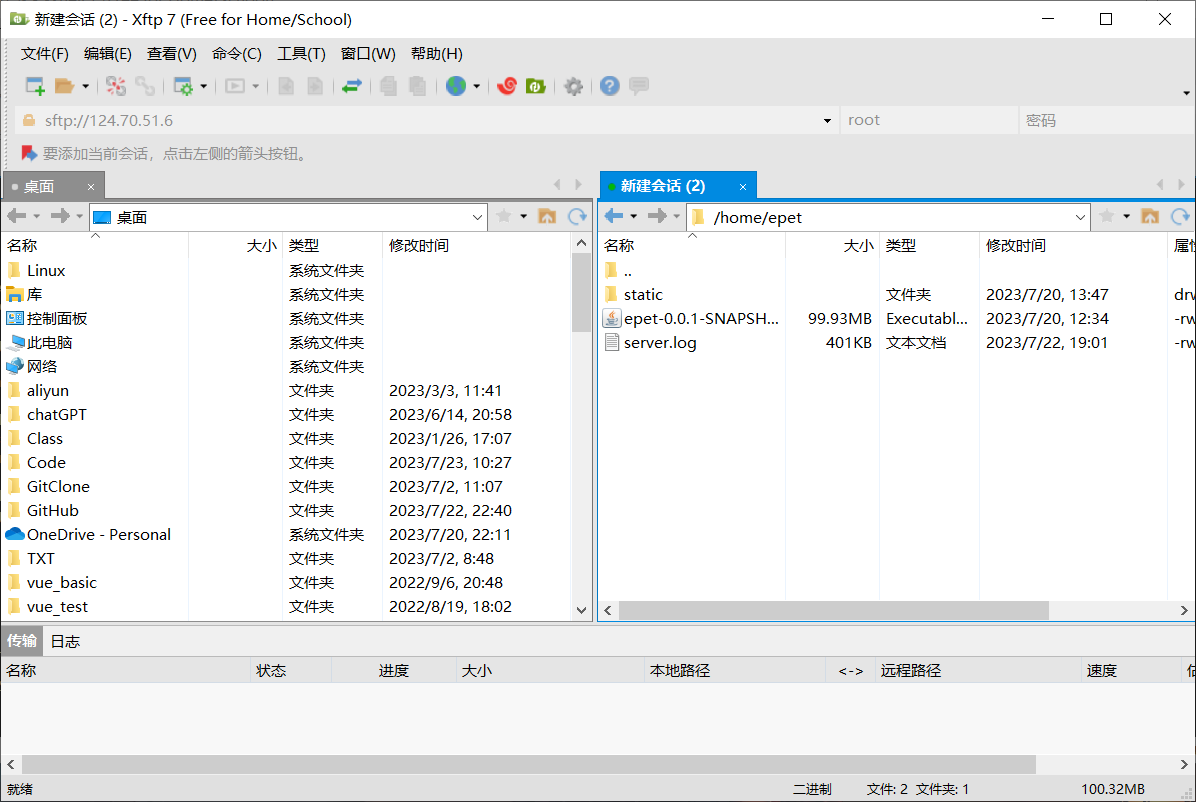 新建会话 (2) - Xftp 7 (Free for Home/School)
文件(F) 编辑(E) 查看(V) 命令(C) 工具(T) 窗口(W) 帮助(H)
sftp://124.70.51.6 root 密码
要添加当前会话，点击左侧的箭头按钮。
桌面 ×
桌面
名称 大小 类型 修改时间
Linux 系统文件夹
库 系统文件夹
控制面板 系统文件夹
此电脑 系统文件夹
网络 系统文件夹
aliyun 文件夹 2023/3/3, 11:41
chatGPT 文件夹 2023/6/14, 20:58
Class 文件夹 2023/1/26, 17:07
Code 文件夹 2023/7/23, 10:27
GitClone 文件夹 2023/7/2, 11:07
GitHub 文件夹 2023/7/22, 22:40
OneDrive - Personal 系统文件夹 2023/7/20, 22:11
TXT 文件夹 2023/7/2, 8:48
vue_basic 文件夹 2022/9/6, 20:48
vue_test 文件夹 2022/8/19, 18:02
新建会话 (2) ×
/home/epet
名称 大小 类型 修改时间 属性
..
static 文件夹 2023/7/20, 13:47 drw
epet-0.0.1-SNAPSH... 99.93MB Executabl... 2023/7/20, 12:34 -rw
server.log 401KB 文本文档 2023/7/22, 19:01 -rw
传输 日志
名称 状态 进度 大小 本地路径 <-> 远程路径 速度 估
就绪 二进制 文件: 2 文件夹: 1 100.32MB